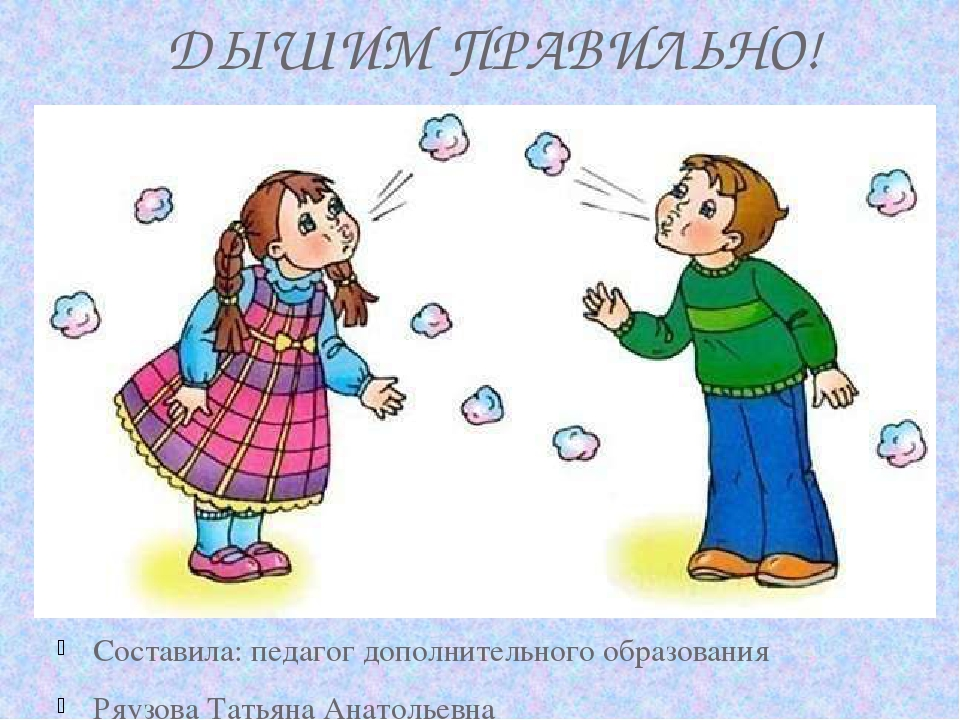 ДЫШИМ ПРАВИЛЬНО!
Составила: педагог дополнительного образования
Ряузова Татьяна Анатольевна